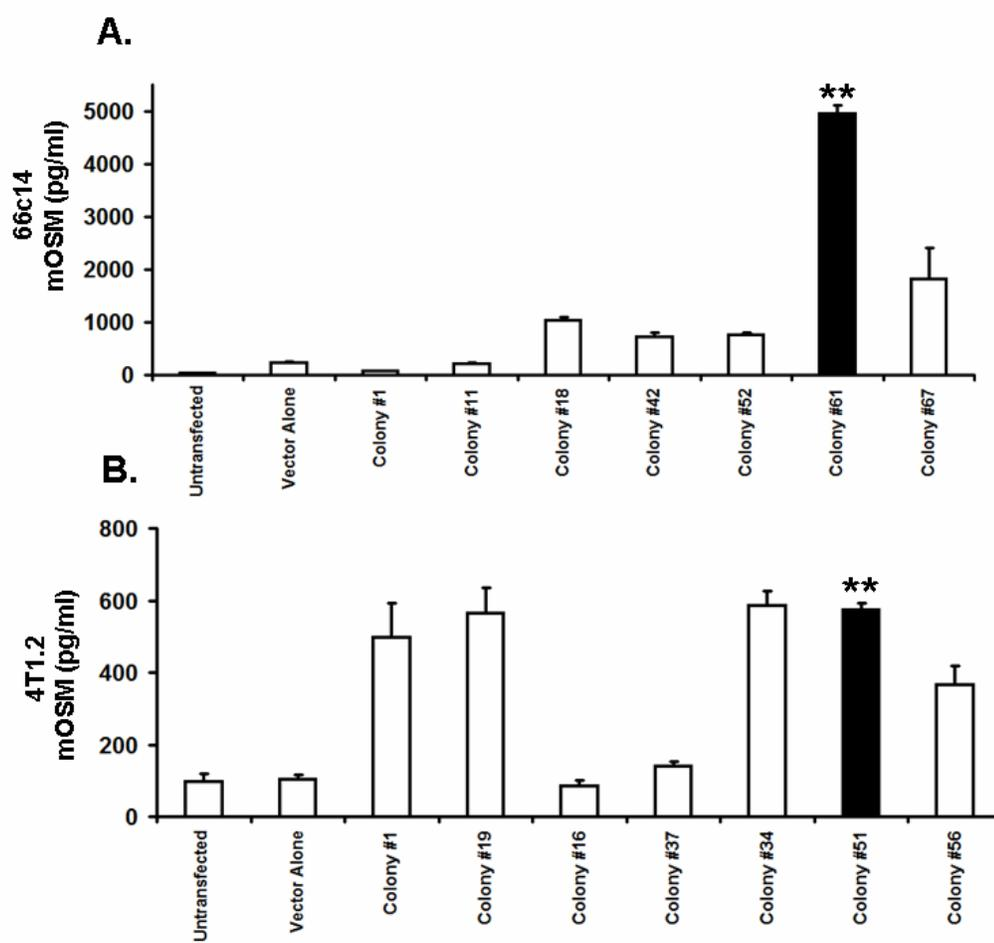 A.
66c14
mOSM (pg/ml)
5000
4000
3000
2000
1000
0
**
Untransfected
Vector Alone
Colony #1
Colony #11
Colony #18
Colony #42
Colony #52
Colony #61
Colony #67
B.
4T1.2
mOSM (pg/ml)
800
600
400
200
0
**
Untransfected
Vector Alone
Colony #1
Colony #19
Colony #16
Colony #37
Colony #34
Colony #51
Colony #56